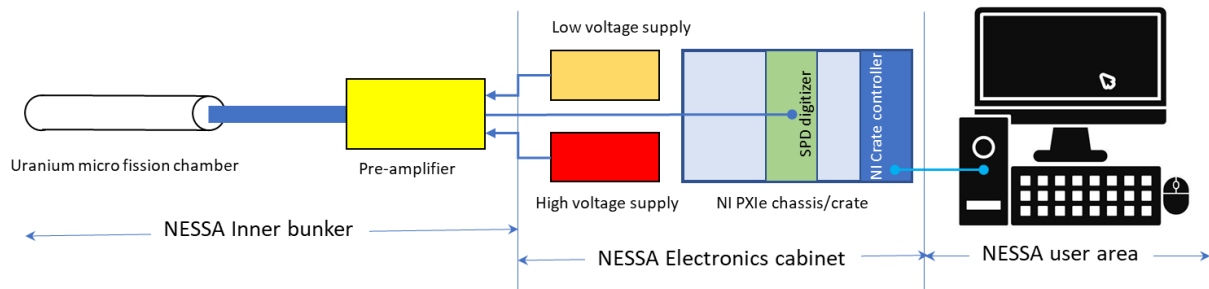 Low voltage supply
SPD digitizer
NI Crate controller
Uranium micro fission chamber
Pre-amplifier
High voltage supply
NI PXIe chassis/crate
NESSA Inner bunker
NESSA Electronics cabinet
NESSA user area